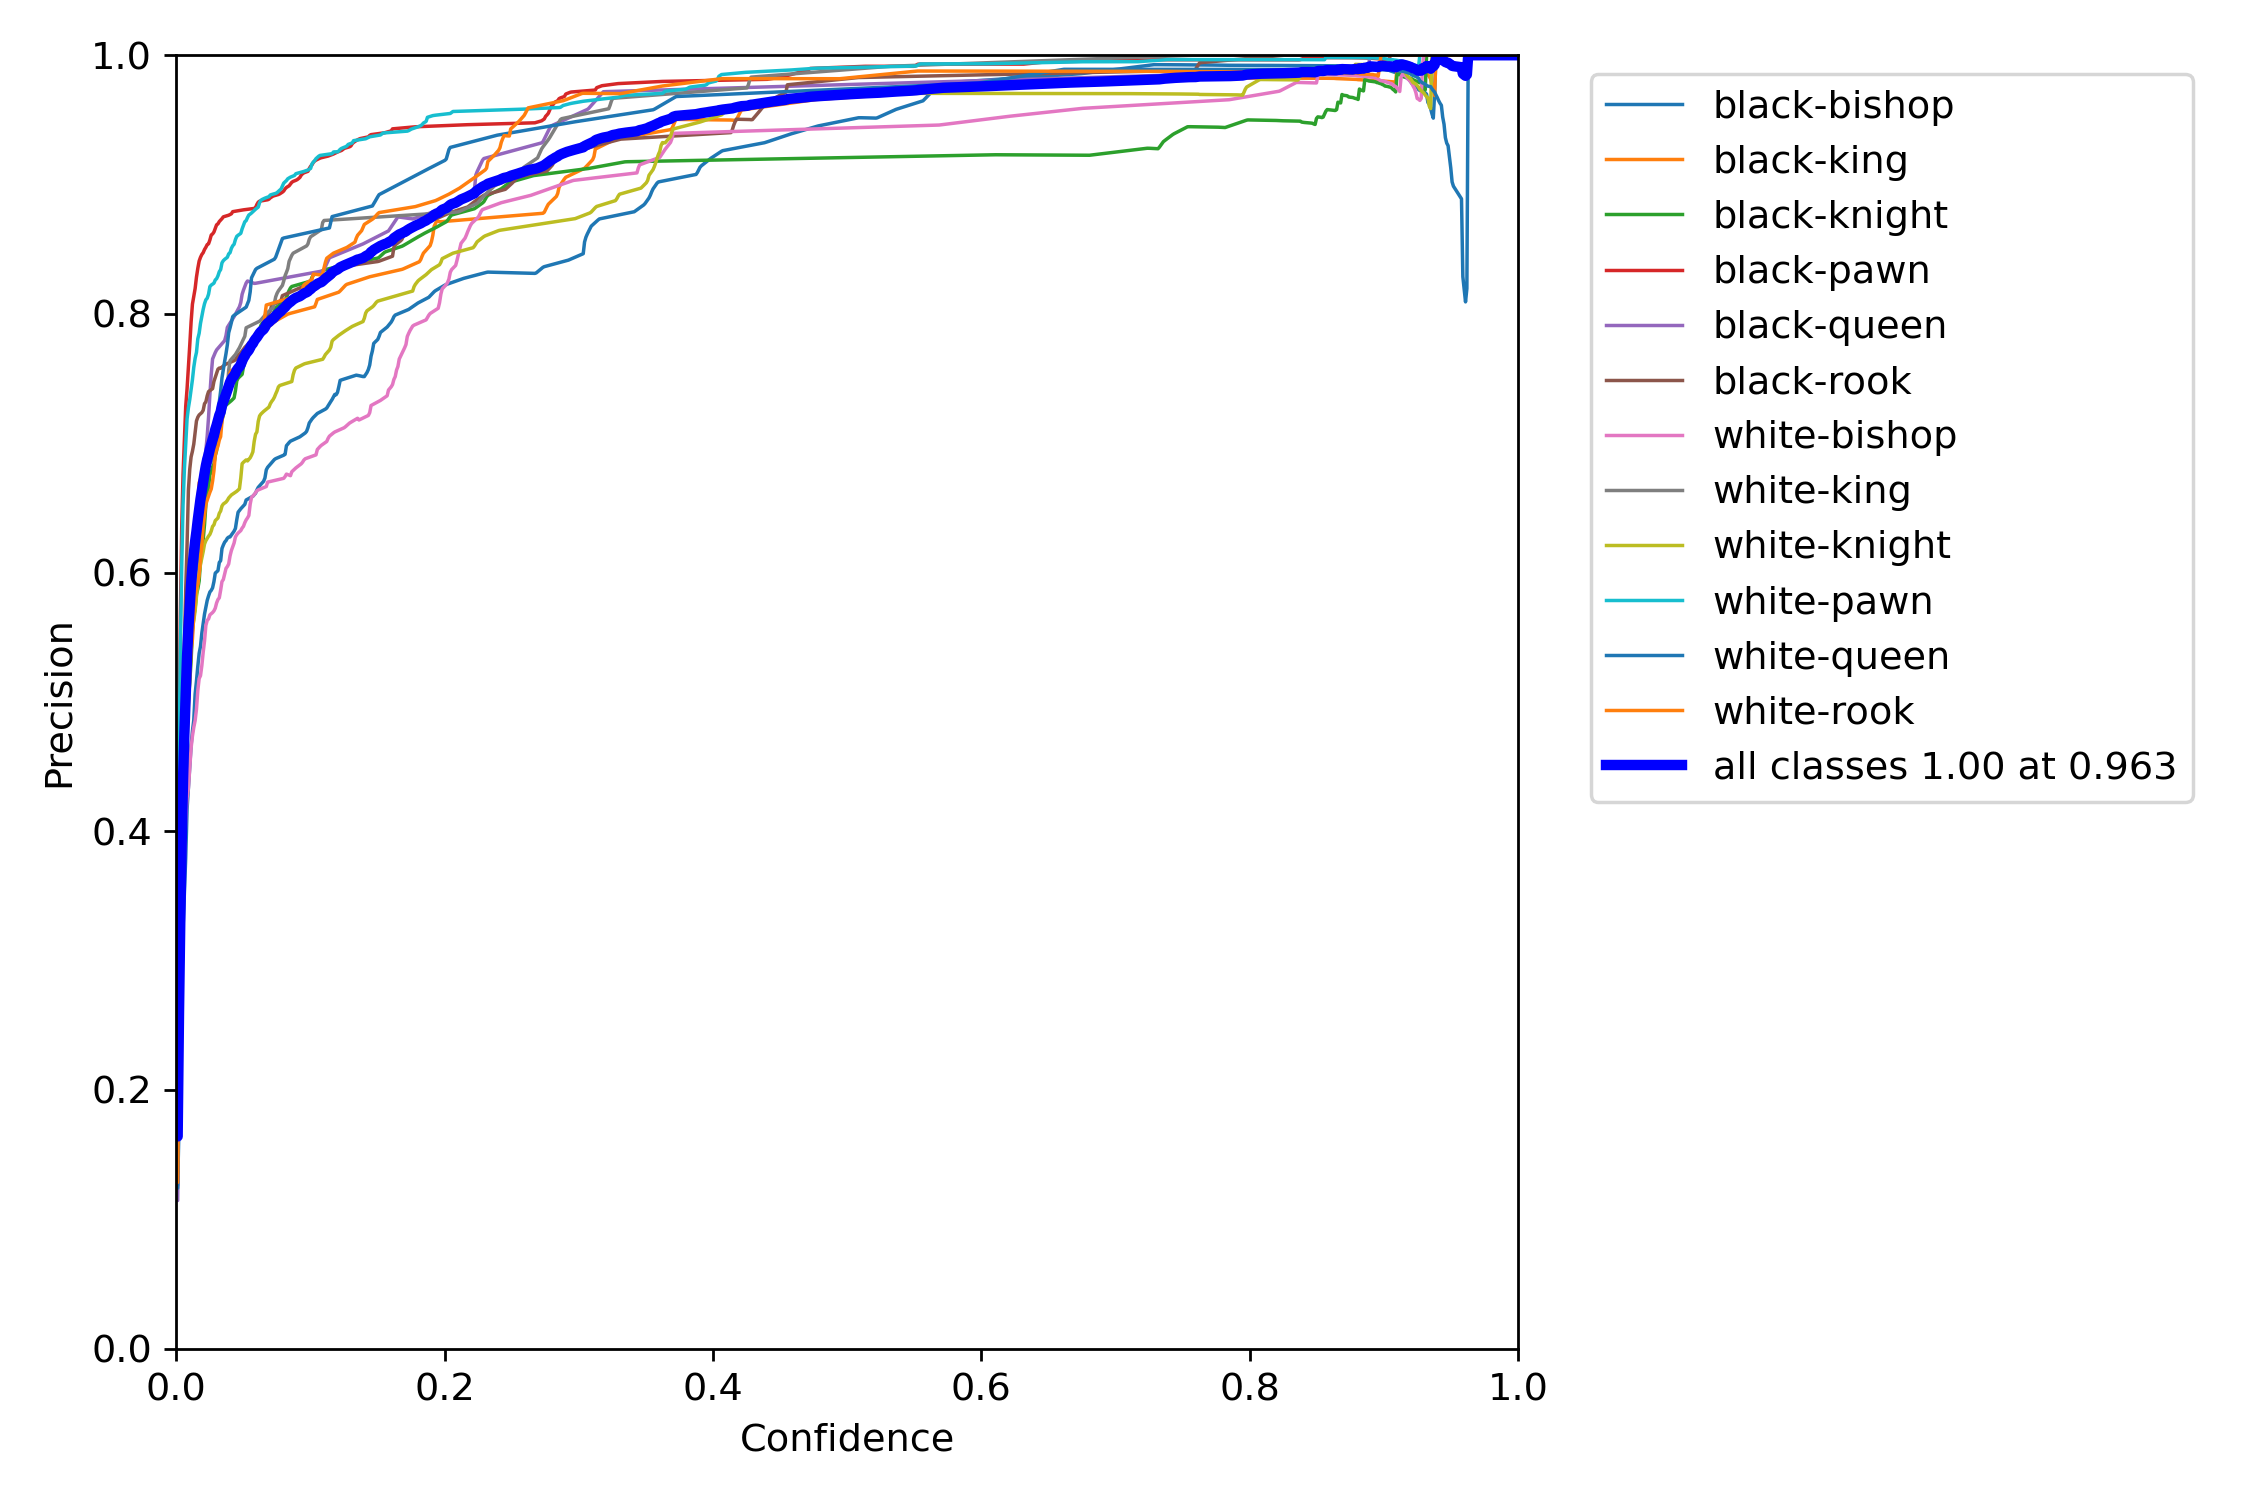 1.0
0.8
0.6
0.4
0.2
0.0
Precision
0.0 0.2 0.4 0.6 0.8 1.0
Confidence
black-bishop
black-king
black-knight
black-pawn
black-queen
black-rook
white-bishop
white-king
white-knight
white-pawn
white-queen
white-rook
all classes 1.00 at 0.963